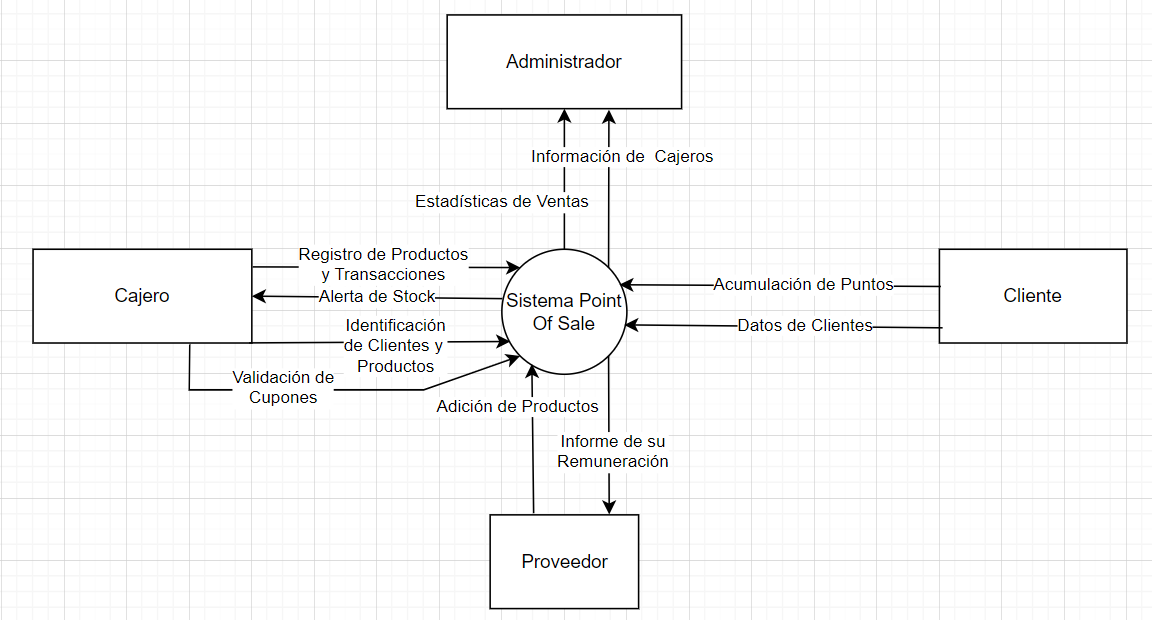 Administrador
Información de  Cajeros
Estadísticas de Ventas
Registro de Productos
y Transacciones
Alerta de Stock
Cajero
Identificación
de Clientes y
Productos
Validación de
Cupones
Sistema Point
Of Sale
Acumulación de Puntos
Datos de Clientes
Cliente
Adición de Productos
Informe de su
Remuneración
Proveedor